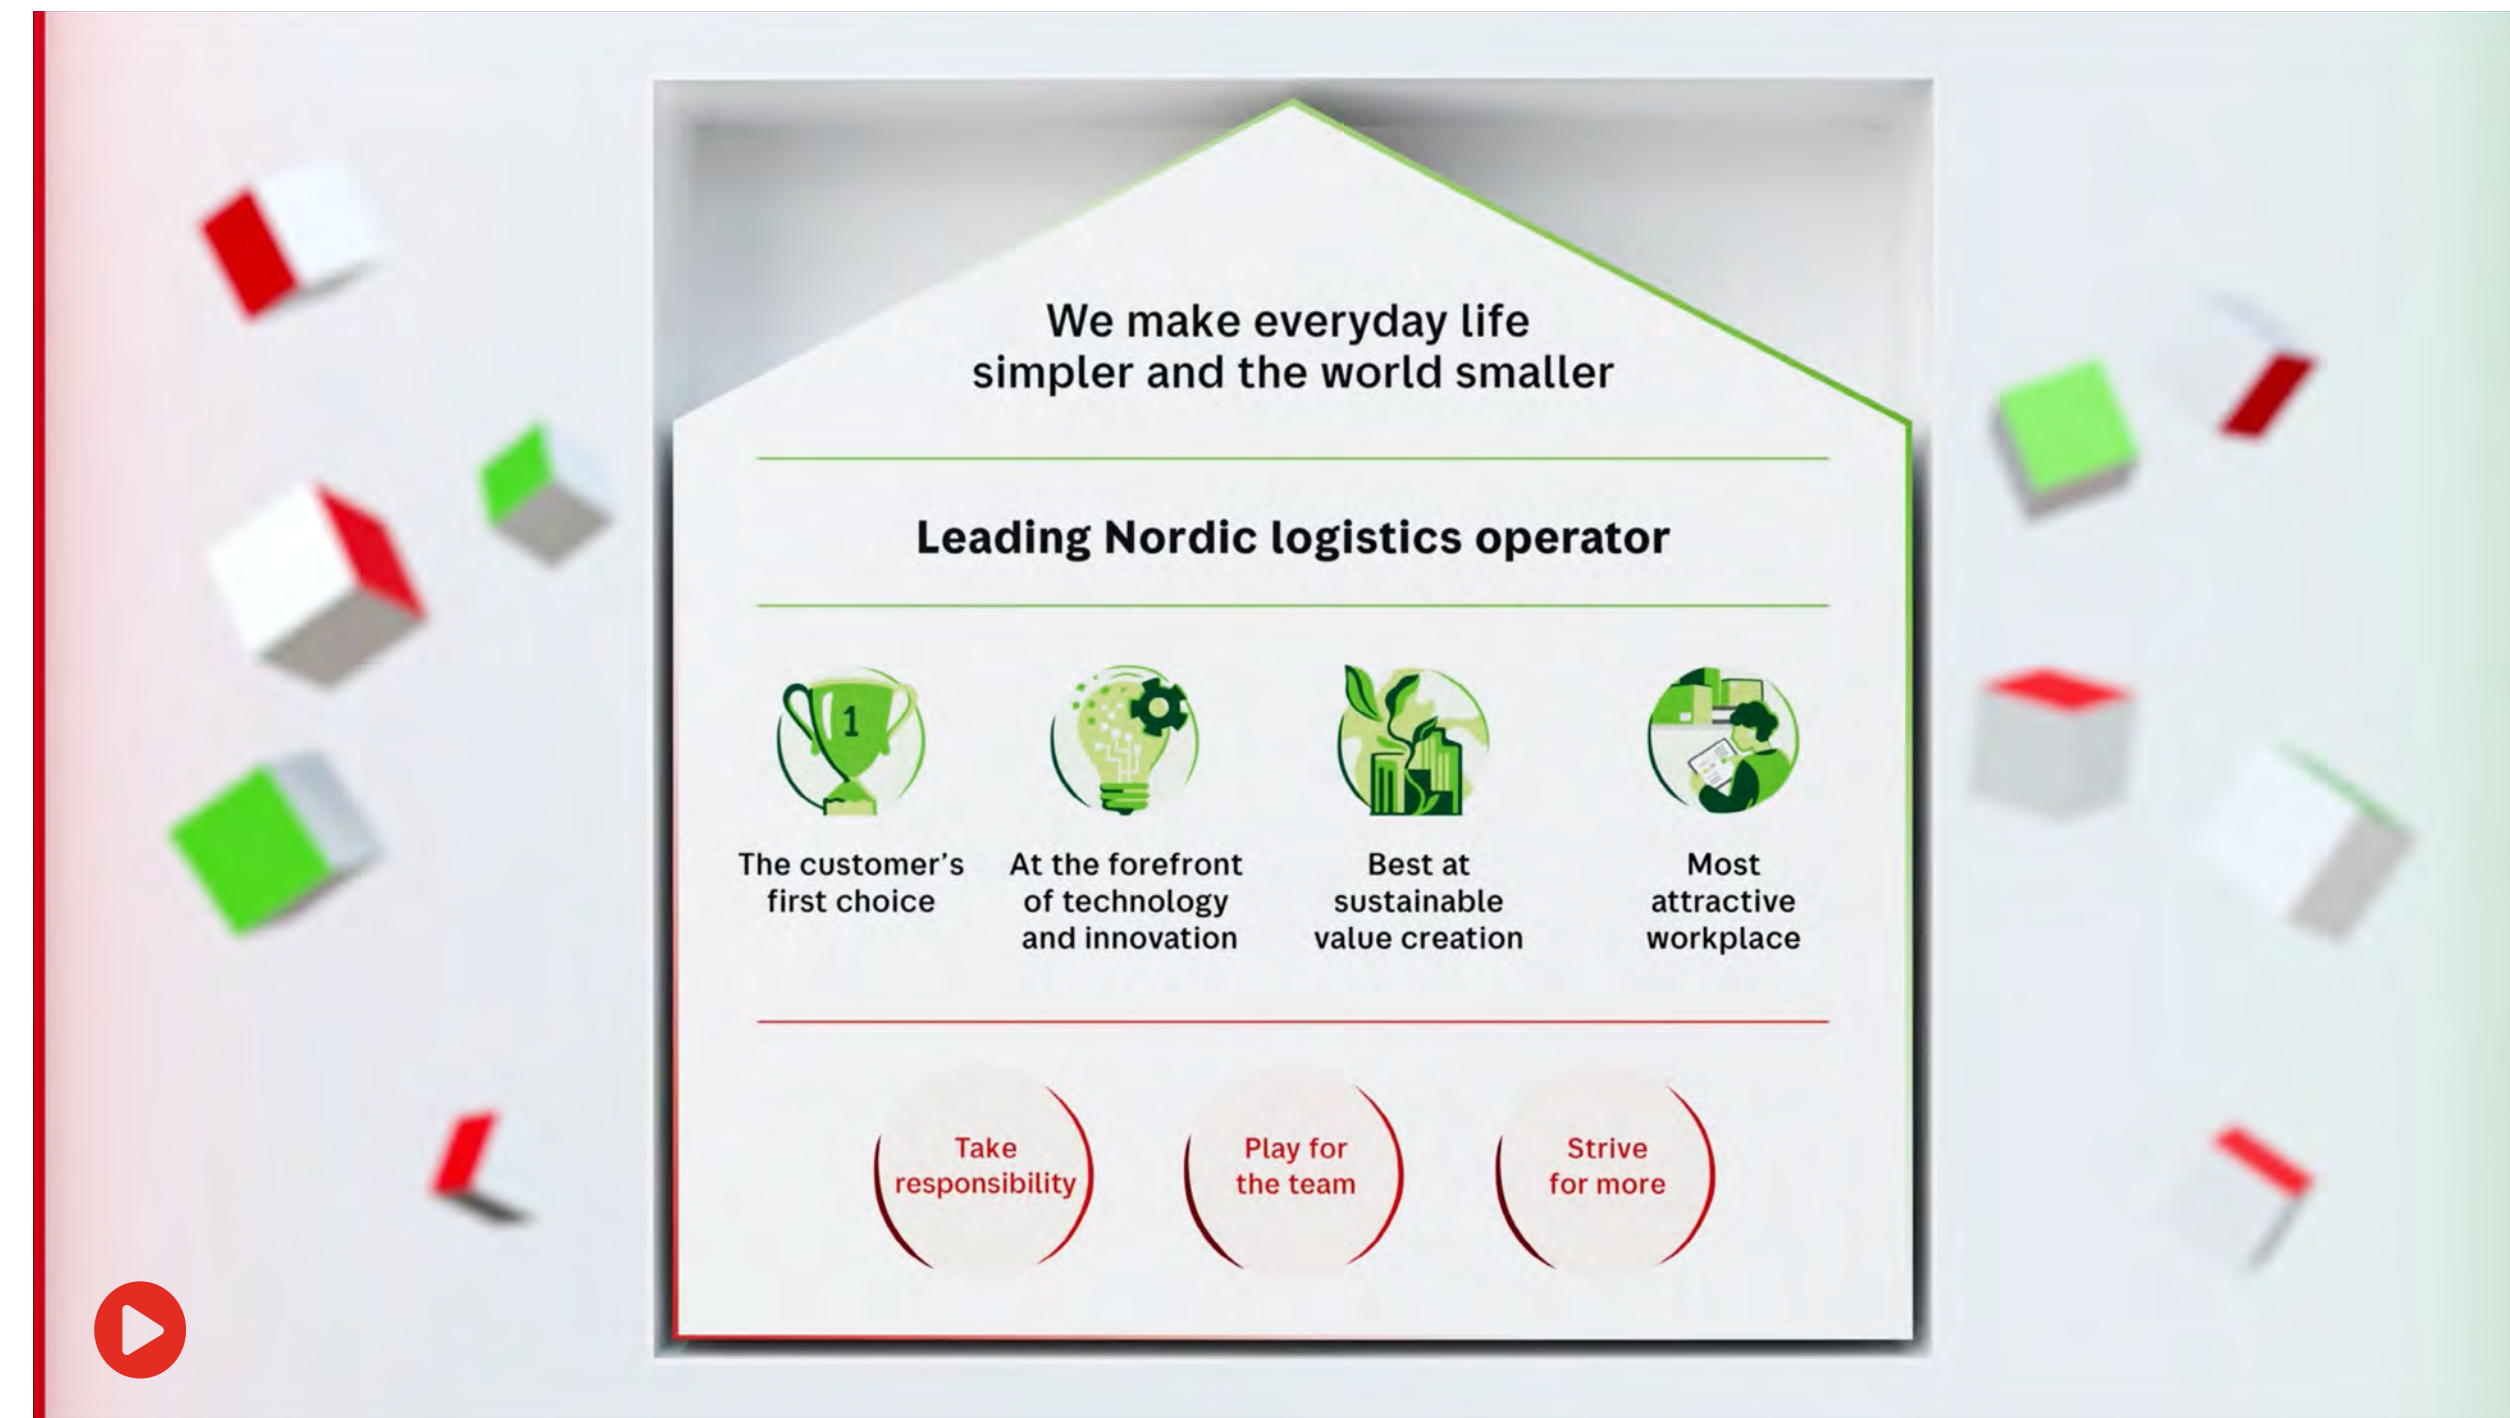 We make everyday life
simpler and the world smaller
Leading Nordic logistics operator
1
The customer’s
first choice
At the forefront
of technology
and innovation
Best at
sustainable
value creation
Most
attractive
workplace
Take
responsibility
Play for
the team
Strive
for more